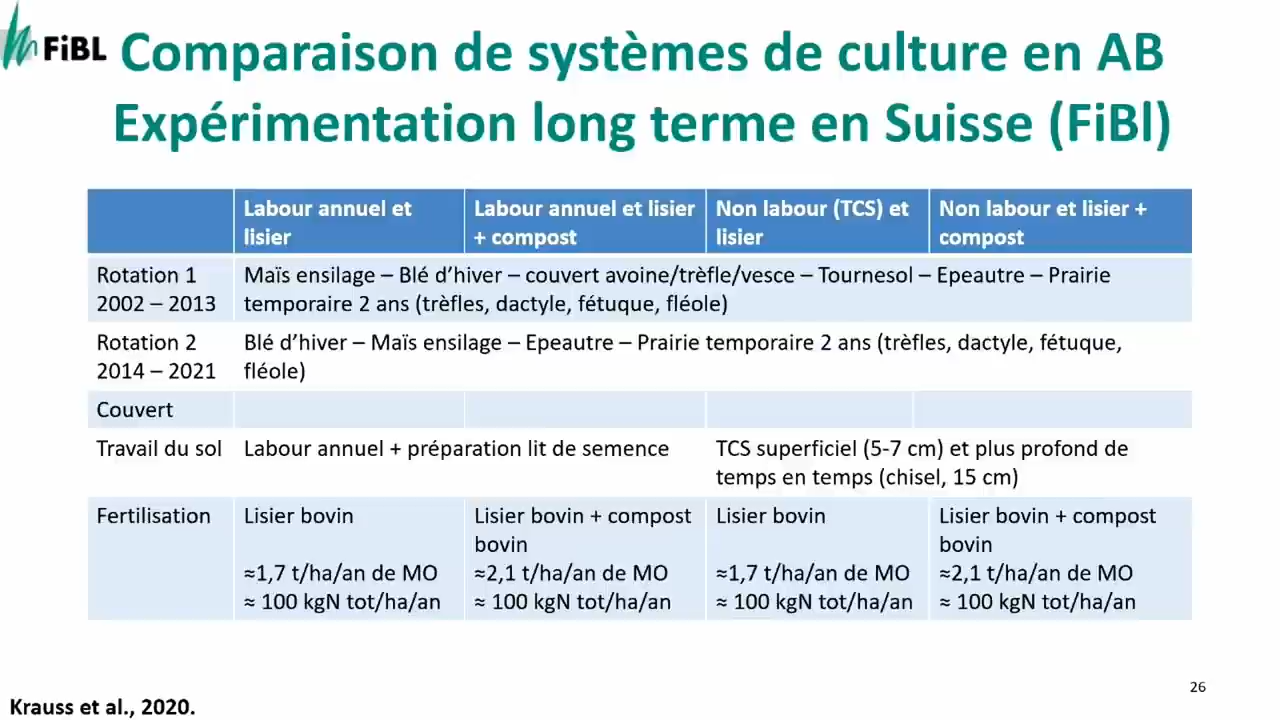 FiBL
Comparaison de systèmes de culture en AB
Expérimentation long terme en Suisse (FiBl)
Labour annuel et
lisier
Labour annuel et lisier
+ compost
Non labour (TCS) et
lisier
Non labour et lisier +
compost
Rotation 1
2002 – 2013
Maïs ensilage – Blé d'hiver – couvert avoine/trèfle/vesce – Tournesol – Epeautre – Prairie
temporaire 2 ans (trèfles, dactyle, fétuque, fléole)
Rotation 2
2014 – 2021
Blé d'hiver – Maïs ensilage – Epeautre – Prairie temporaire 2 ans (trèfles, dactyle, fétuque,
fléole)
Couvert
Travail du sol
Labour annuel + préparation lit de semence
TCS superficiel (5-7 cm) et plus profond de
temps en temps (chisel, 15 cm)
Fertilisation
Lisier bovin
≈1,7 t/ha/an de MO
≈ 100 kgN tot/ha/an
Lisier bovin + compost
bovin
≈2,1 t/ha/an de MO
≈ 100 kgN tot/ha/an
Lisier bovin
≈1,7 t/ha/an de MO
≈ 100 kgN tot/ha/an
Lisier bovin + compost
bovin
≈2,1 t/ha/an de MO
≈ 100 kgN tot/ha/an
26
Krauss et al., 2020.